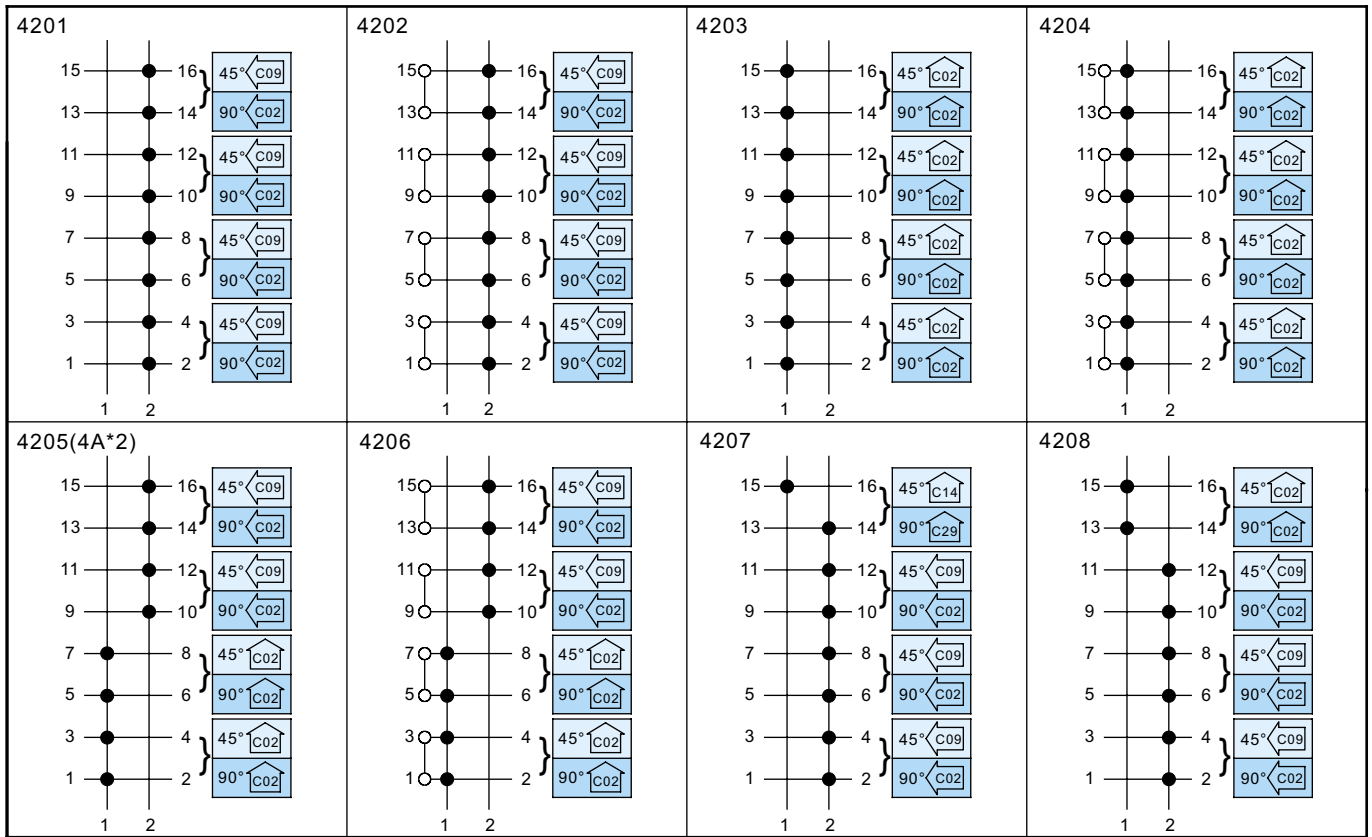 4201
15 16 45° C09
13 14 90° C02
11 12 45° C09
9 10 90° C02
7 8 45° C09
5 6 90° C02
3 4 45° C09
1 2 90° C02
1 2
4202
15 16 45° C09
13 14 90° C02
11 12 45° C09
9 10 90° C02
7 8 45° C09
5 6 90° C02
3 4 45° C09
1 2 90° C02
1 2
4203
15 16 45° C02
13 14 90° C02
11 12 45° C02
9 10 90° C02
7 8 45° C02
5 6 90° C02
3 4 45° C02
1 2 90° C02
1 2
4204
15 16 45° C02
13 14 90° C02
11 12 45° C02
9 10 90° C02
7 8 45° C02
5 6 90° C02
3 4 45° C02
1 2 90° C02
1 2
4205(4A*2)
15 16 45° C09
13 14 90° C02
11 12 45° C09
9 10 90° C02
7 8 45° C02
5 6 90° C02
3 4 45° C02
1 2 90° C02
1 2
4206
15 16 45° C09
13 14 90° C02
11 12 45° C09
9 10 90° C02
7 8 45° C02
5 6 90° C02
3 4 45° C02
1 2 90° C02
1 2
4207
15 16 45° C14
13 14 90° C29
11 12 45° C09
9 10 90° C02
7 8 45° C09
5 6 90° C02
3 4 45° C09
1 2 90° C02
1 2
4208
15 16 45° C02
13 14 90° C02
11 12 45° C09
9 10 90° C02
7 8 45° C09
5 6 90° C02
3 4 45° C09
1 2 90° C02
1 2